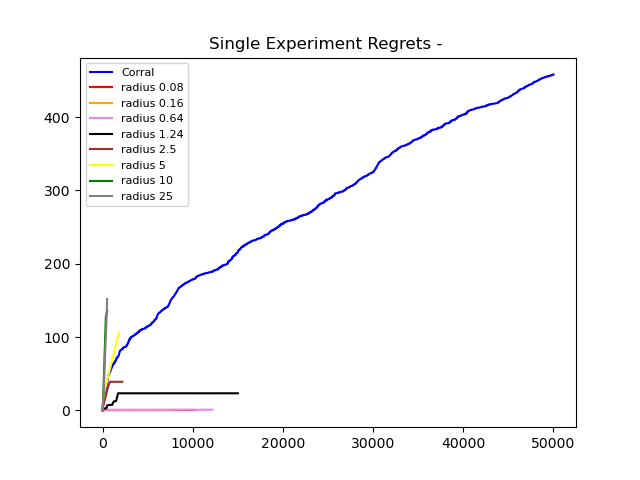 Single Experiment Regrets -
Corral
radius 0.08
radius 0.16
radius 0.64
radius 1.24
radius 2.5
radius 5
radius 10
radius 25
400
300
200
100
0
0 10000 20000 30000 40000 50000